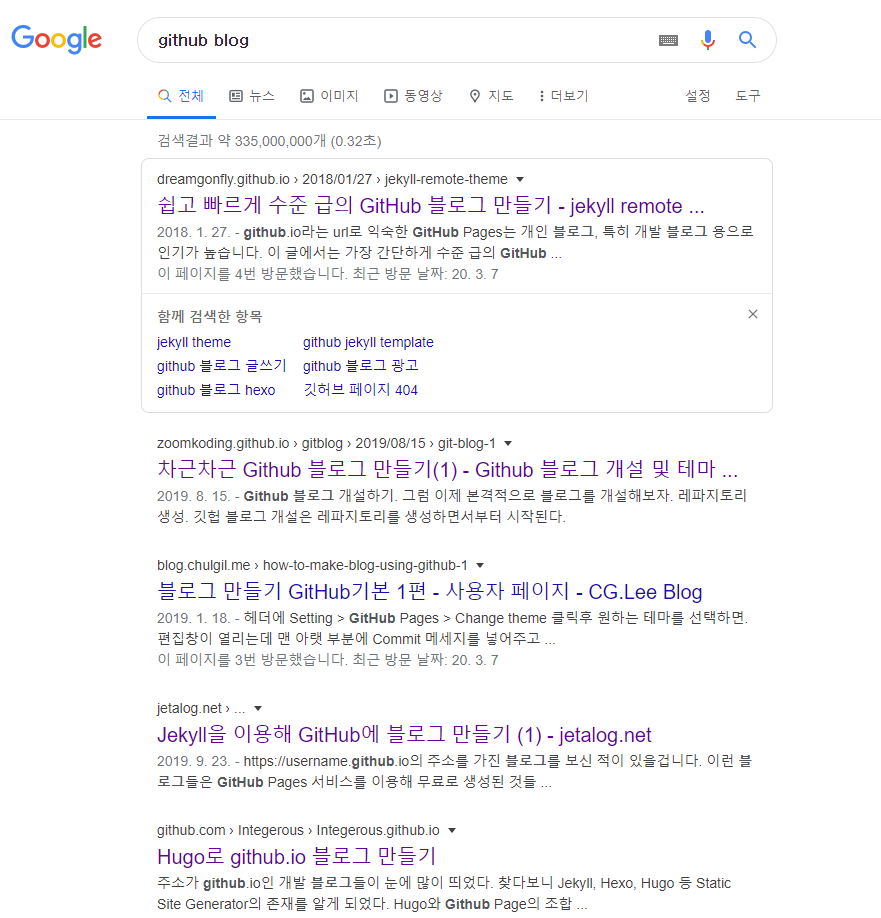 Google
github blog
전체 뉴스 이미지 동영상 지도 더보기 설정 도구
검색결과 약 335,000,000개 (0.32초)
dreamgonfly.github.io › 2018/01/27 › jekyll-remote-theme
쉽고 빠르게 수준 급의 GitHub 블로그 만들기 - jekyll remote ...
2018. 1. 27. - github.io라는 url로 익숙한 GitHub Pages는 개인 블로그, 특히 개발 블로그 용으로
인기가 높습니다. 이 글에서는 가장 간단하게 수준 급의 GitHub ...
이 페이지를 4번 방문했습니다. 최근 방문 날짜: 20. 3. 7
함께 검색한 항목
jekyll theme github jekyll template
github 블로그 글쓰기 github 블로그 광고
github 블로그 hexo 깃허브 페이지 404
zoomkoding.github.io › gitblog › 2019/08/15 › git-blog-1
차근차근 Github 블로그 만들기(1) - Github 블로그 개설 및 테마 ...
2019. 8. 15. - Github 블로그 개설하기. 그럼 이제 본격적으로 블로그를 개설해보자. 레파지토리
생성. 깃헙 블로그 개설은 레파지토리를 생성하면서부터 시작된다.
blog.chulgil.me › how-to-make-blog-using-github-1
블로그 만들기 GitHub기본 1편 - 사용자 페이지 - CG.Lee Blog
2019. 1. 18. - 헤더에 Setting > GitHub Pages > Change theme 클릭후 원하는 테마를 선택하면.
편집창이 열리는데 맨 아랫 부분에 Commit 메세지를 넣어주고 ...
이 페이지를 3번 방문했습니다. 최근 방문 날짜: 20. 3. 7
jetalog.net › ...
Jekyll을 이용해 GitHub에 블로그 만들기 (1) - jetalog.net
2019. 9. 23. - https://username.github.io의 주소를 가진 블로그를 보신 적이 있을겁니다. 이런 블
로그들은 GitHub Pages 서비스를 이용해 무료로 생성된 것들 ...
github.com › Integerous › Integerous.github.io
Hugo로 github.io 블로그 만들기
주소가 github.io인 개발 블로그들이 눈에 많이 띄었다. 찾다보니 Jekyll, Hexo, Hugo 등 Static
Site Generator의 존재를 알게 되었다. Hugo와 Github Page의 조합 ...